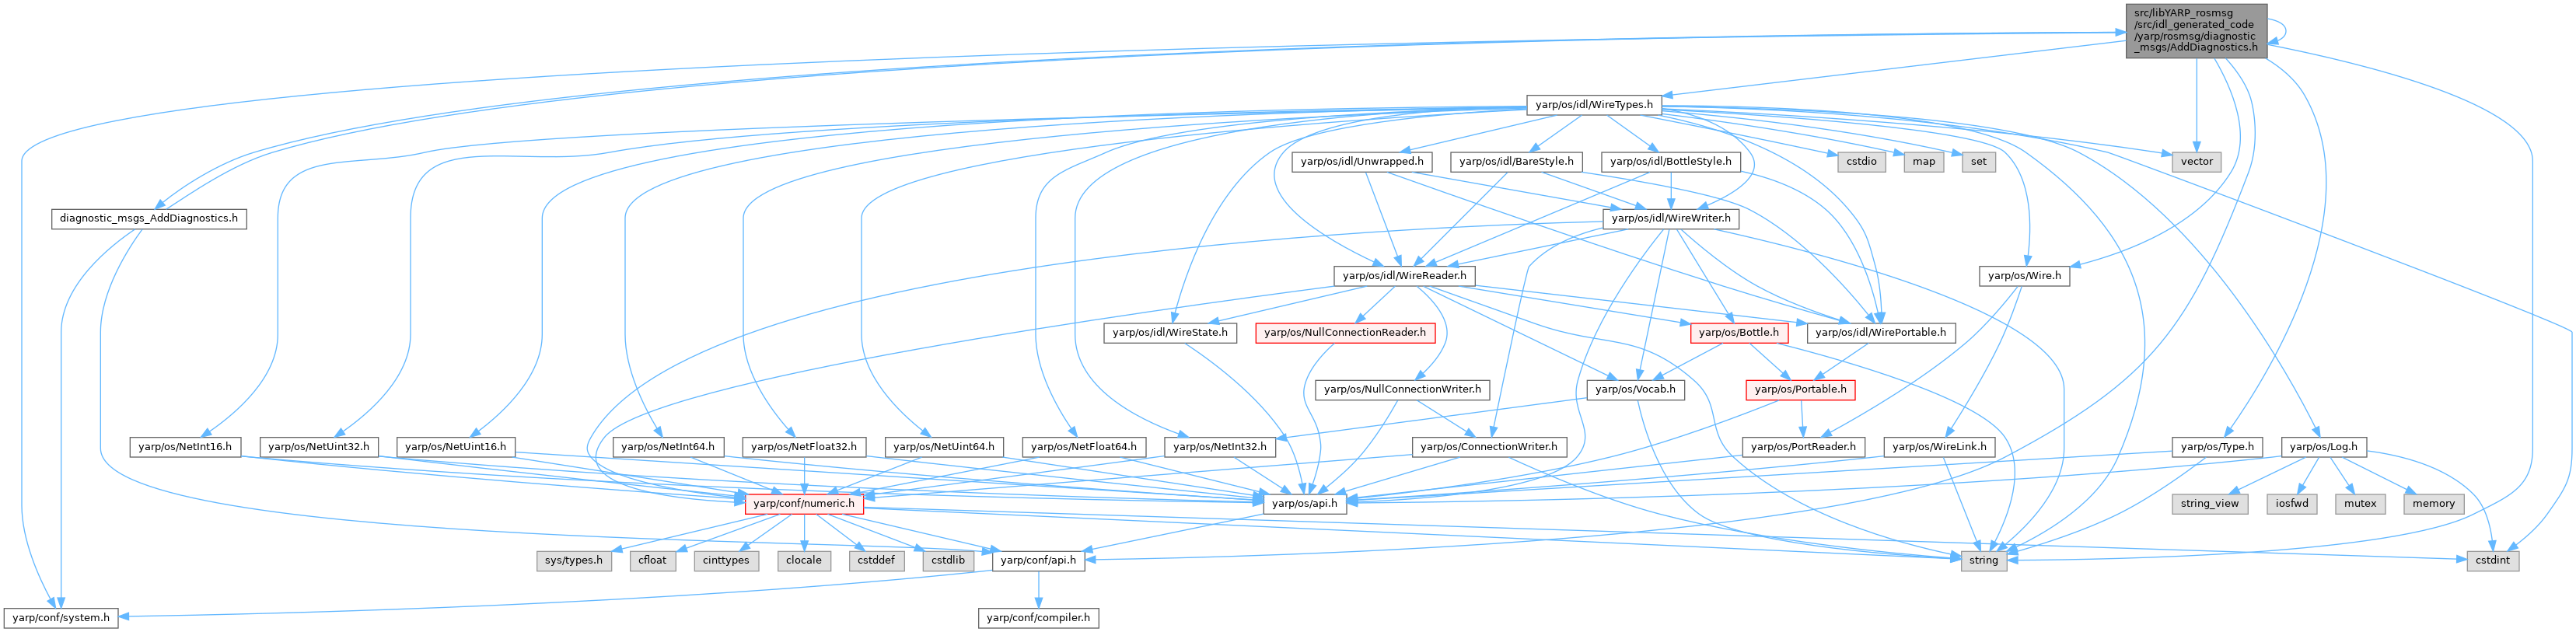 src/libYARP_rosmsg
/src/idl_generated_code
/yarp/rosmsg/diagnostic
_msgs/AddDiagnostics.h
yarp/os/idl/WireTypes.h
yarp/os/idl/Unwrapped.h
yarp/os/idl/BareStyle.h
yarp/os/idl/BottleStyle.h
cstdio
map
set
vector
diagnostic_msgs_AddDiagnostics.h
yarp/os/idl/WireWriter.h
yarp/os/idl/WireReader.h
yarp/os/Wire.h
yarp/os/idl/WireState.h
yarp/os/NullConnectionReader.h
yarp/os/Bottle.h
yarp/os/idl/WirePortable.h
yarp/os/NullConnectionWriter.h
yarp/os/Vocab.h
yarp/os/Portable.h
yarp/os/NetInt16.h
yarp/os/NetUint32.h
yarp/os/NetUint16.h
yarp/os/NetInt64.h
yarp/os/NetFloat32.h
yarp/os/NetUint64.h
yarp/os/NetFloat64.h
yarp/os/NetInt32.h
yarp/os/ConnectionWriter.h
yarp/os/PortReader.h
yarp/os/WireLink.h
yarp/os/Type.h
yarp/os/Log.h
yarp/conf/numeric.h
yarp/os/api.h
string_view
iosfwd
mutex
memory
sys/types.h
cfloat
cinttypes
clocale
cstddef
cstdlib
yarp/conf/api.h
string
cstdint
yarp/conf/system.h
yarp/conf/compiler.h